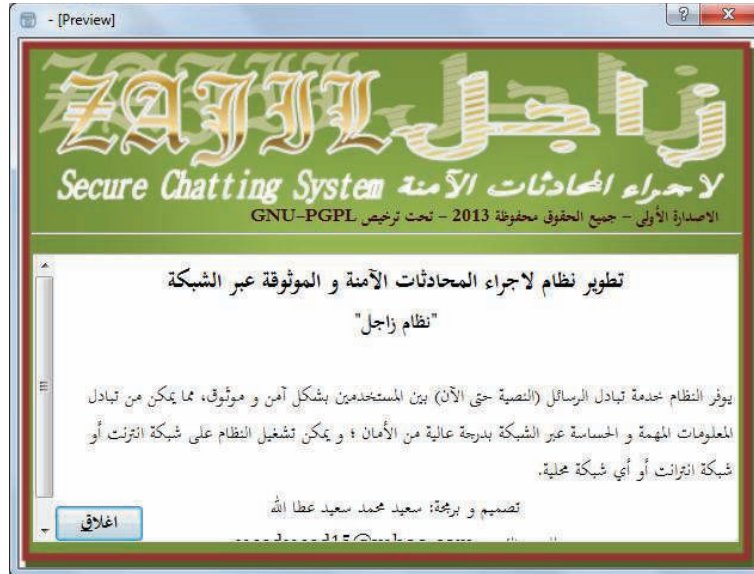 - [Preview]
ZAJIL زاجل
Secure Chatting System لاجراء المحادثات الآمنة
الاصدارة الأولى - جميع الحقوق محفوظة 2013 - تحت ترخيص GNU-PGPL
تطوير نظام لاجراء المحادثات الآمنة و الموثوقة عبر الشبكة
"نظام زاجل"
يوفر النظام خدمة تبادل الرسائل (النصية حتى الآن) بين المستخدمين بشكل آمن و موثوق، مما يمكن من تبادل
المعلومات المهمة و الحساسة عبر الشبكة بدرجة عالية من الأمان ؛ و يمكن تشغيل النظام على شبكة انترنت أو
شبكة انترانت أو أي شبكة محلية.
تصميم و برمجة: سعيد محمد سعيد عطا الله
اغلاق